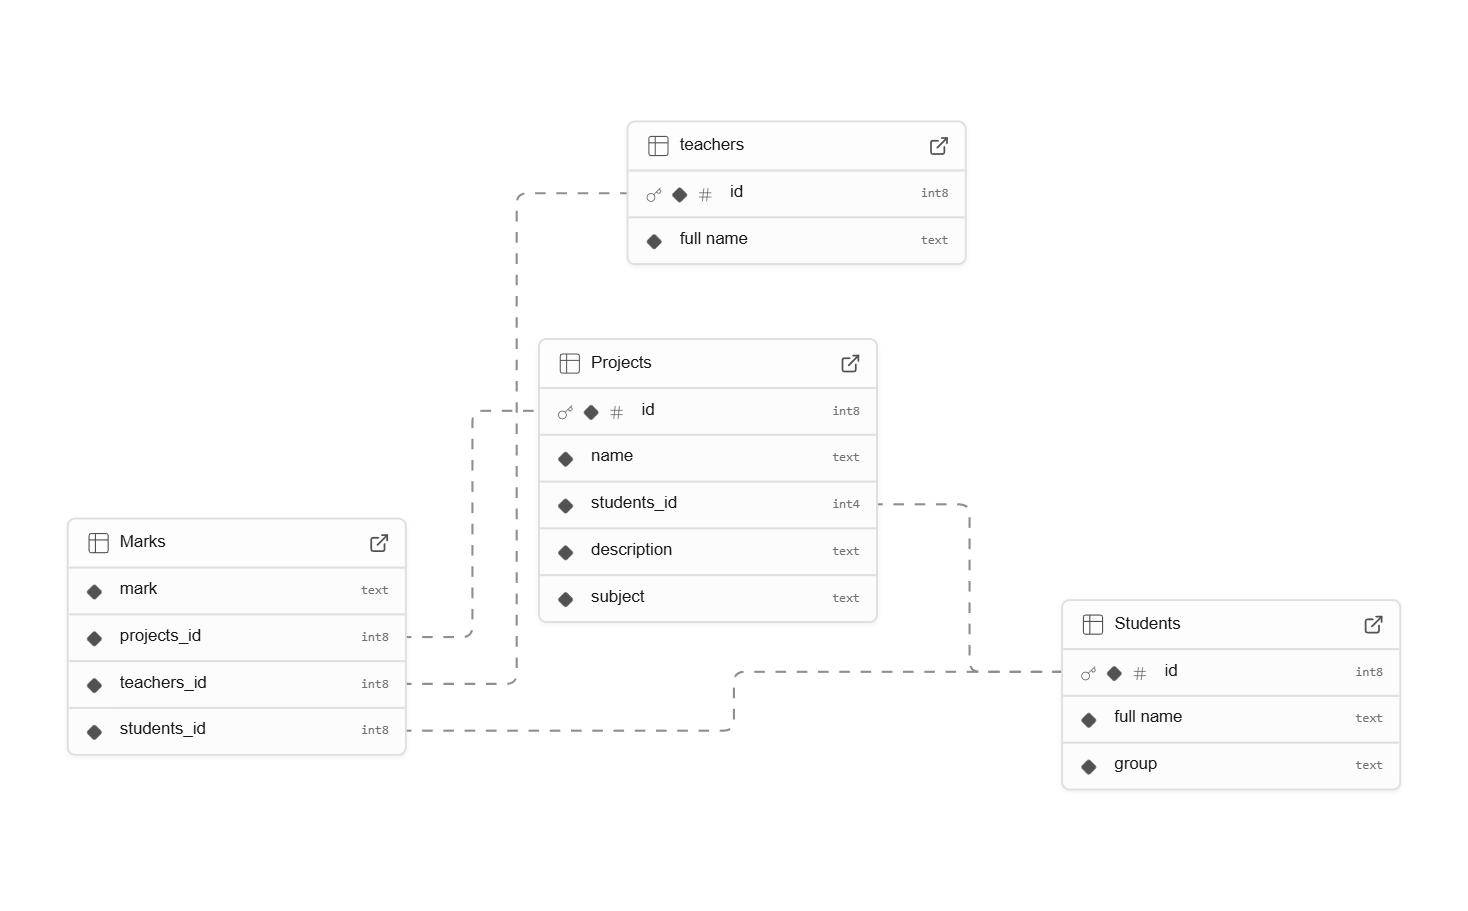 teachers
id int8
full name text
Projects
id int8
name text
students_id int4
description text
subject text
Marks
mark text
projects_id int8
teachers_id int8
students_id int8
Students
id int8
full name text
group text